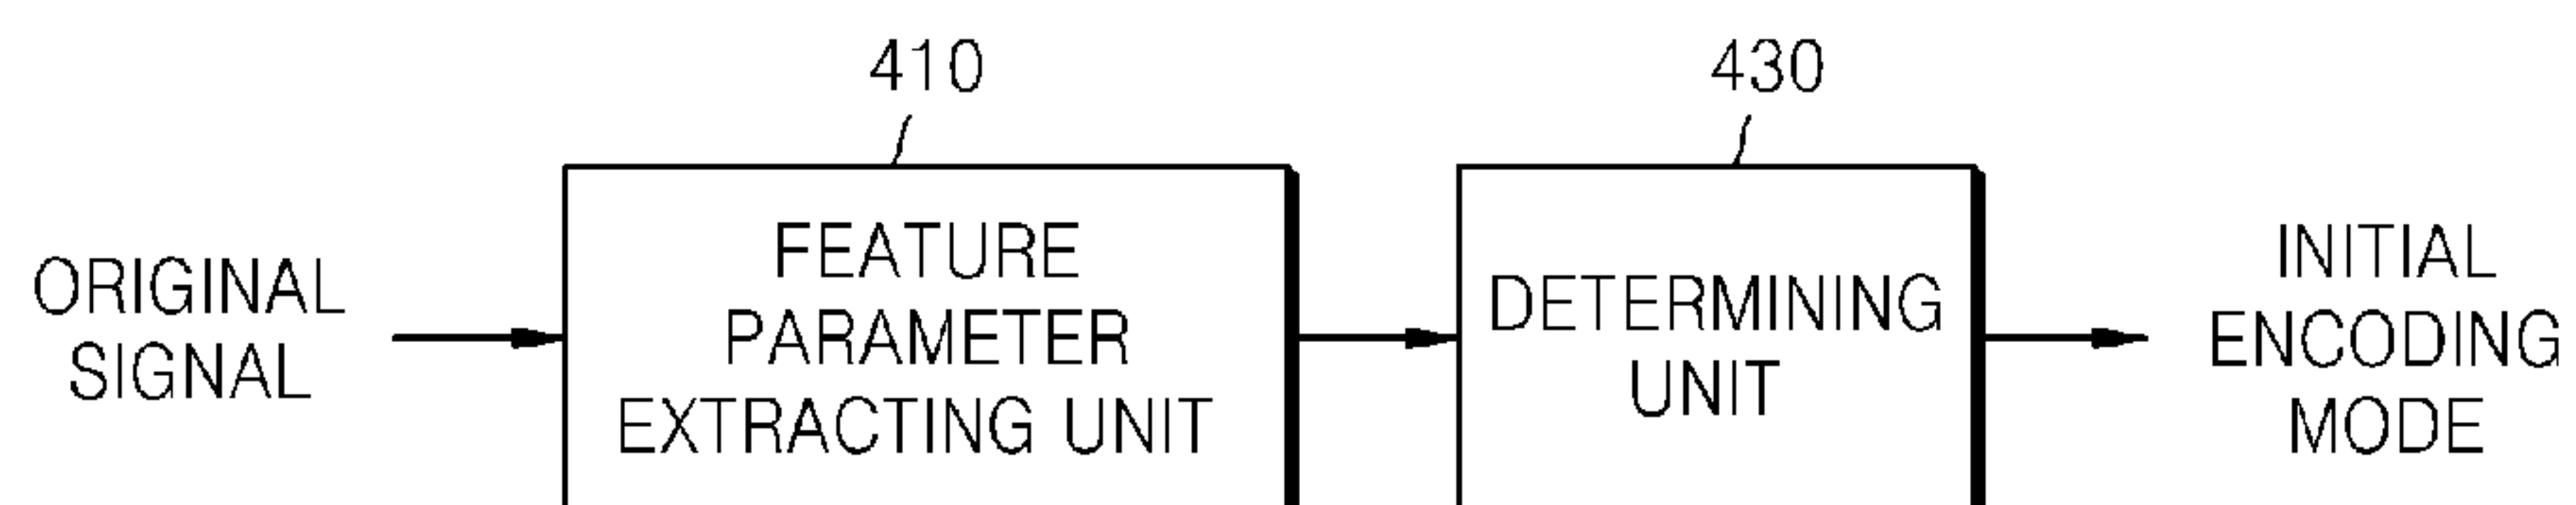 410
430
ORIGINAL
SIGNAL
FEATURE
PARAMETER
EXTRACTING UNIT
DETERMINING
UNIT
INITIAL
ENCODING
MODE